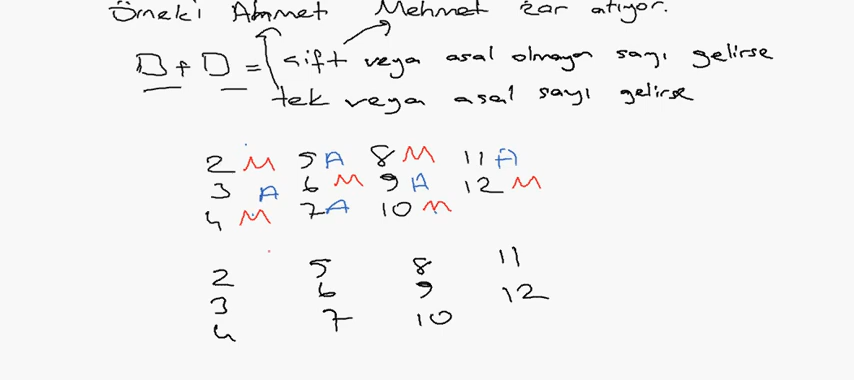 Örnek: Ahmet Mehmet zar atıyor.
□ + □ = çift veya asal olmayan sayı gelirse
tek veya asal sayı gelirse
2 M 5 A 8 M 11 A
3 A 6 M 9 A 12 M
4 M 7 A 10 M
2 5 8 11
3 6 9 12
4 7 10